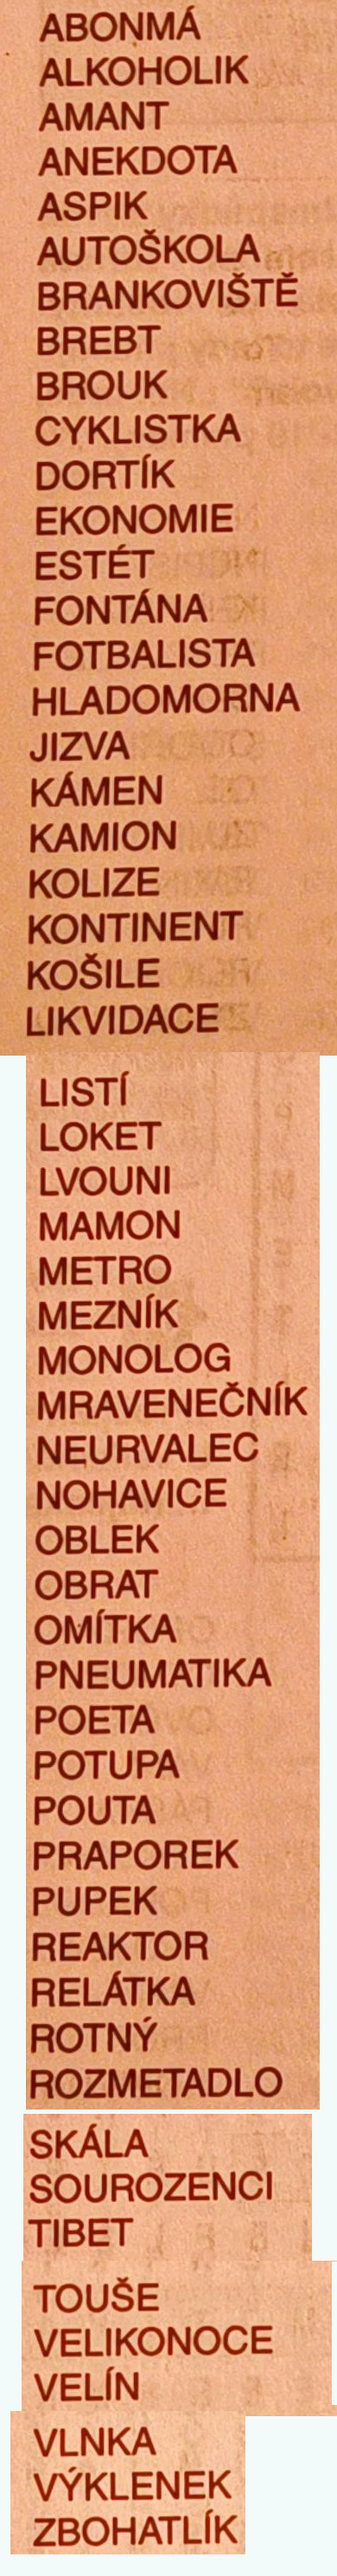 ABONMÁ
ALKOHOLIK
AMANT
ANEKDOTA
ASPIK
AUTOŠKOLA
BRANKOVIŠTĚ
BREBT
BROUK
CYKLISTKA
DORTÍK
EKONOMIE
ESTÉT
FONTÁNA
FOTBALISTA
HLADOMORNA
JIZVA
KÁMEN
KAMION
KOLIZE
KONTINENT
KOŠILE
LIKVIDACE
LISTÍ
LOKET
LVOUNI
MAMON
METRO
MEZNÍK
MONOLOG
MRAVENEČNÍK
NEURVALEC
NOHAVICE
OBLEK
OBRAT
OMÍTKA
PNEUMATIKA
POETA
POTUPA
POUTA
PRAPOREK
PUPEK
REAKTOR
RELÁTKA
ROTNÝ
ROZMETADLO
SKÁLA
SOUROZENCI
TIBET
TOUŠE
VELIKONOCE
VELÍN
VLNKA
VÝKLENEK
ZBOHATLÍK